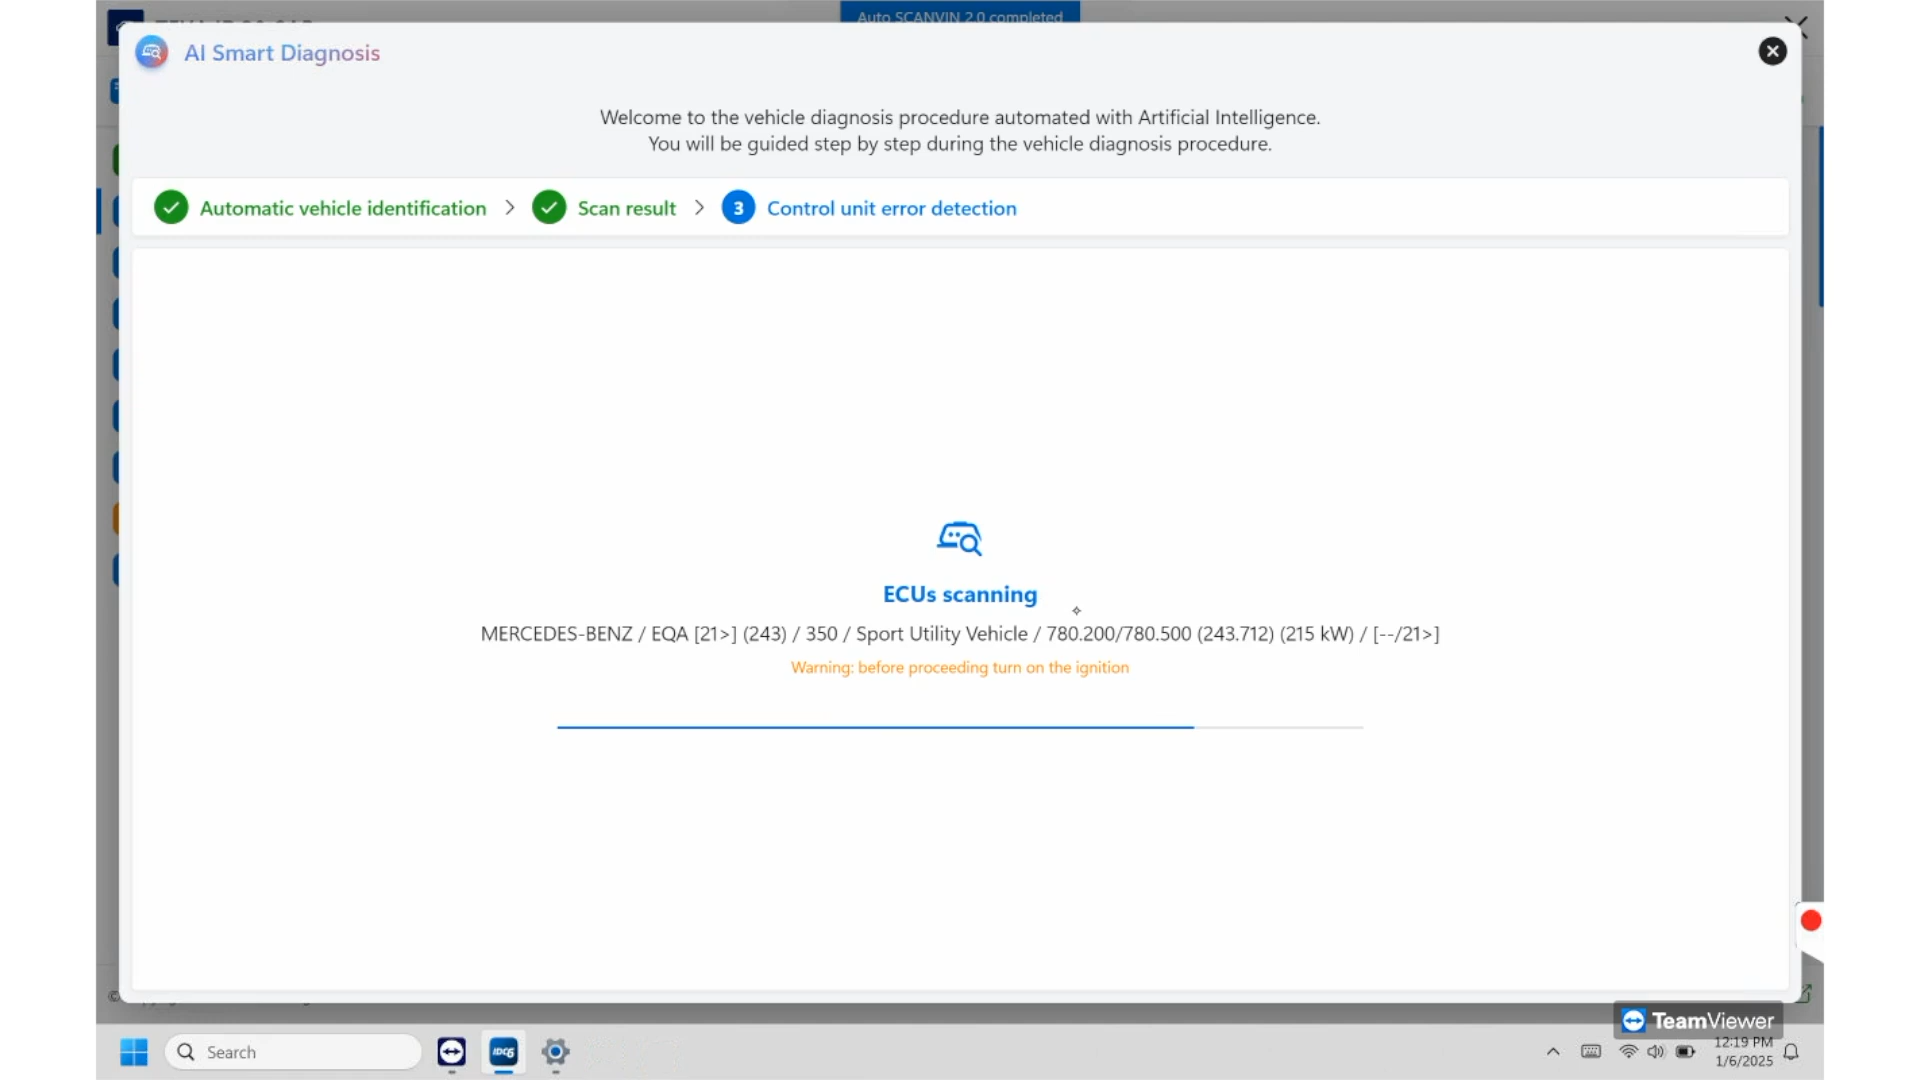 Auto SCANVIN 2.0 completed
AI Smart Diagnosis
Welcome to the vehicle diagnosis procedure automated with Artificial Intelligence.
You will be guided step by step during the vehicle diagnosis procedure.
Automatic vehicle identification > Scan result > 3 Control unit error detection
ECUs scanning
MERCEDES-BENZ / EQA [21>] (243) / 350 / Sport Utility Vehicle / 780.200/780.500 (243.712) (215 kW) / [--/21>]
Warning: before proceeding turn on the ignition
TeamViewer
Search
IDC6
12:19 PM
1/6/2025